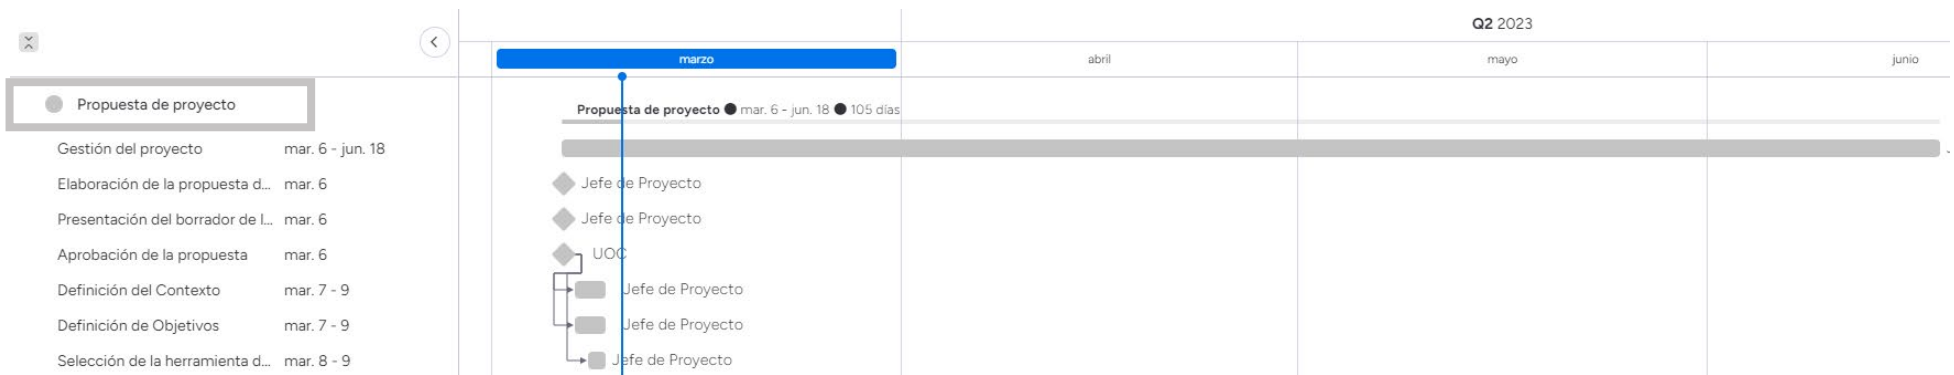 Q2 2023
marzo abril mayo junio
Propuesta de proyecto
Propuesta de proyecto ● mar. 6 - jun. 18 ● 105 días
Gestión del proyecto mar. 6 - jun. 18
Elaboración de la propuesta d... mar. 6 Jefe de Proyecto
Presentación del borrador de l... mar. 6 Jefe de Proyecto
Aprobación de la propuesta mar. 6 UOC
Definición del Contexto mar. 7 - 9 Jefe de Proyecto
Definición de Objetivos mar. 7 - 9 Jefe de Proyecto
Selección de la herramienta d... mar. 8 - 9 Jefe de Proyecto